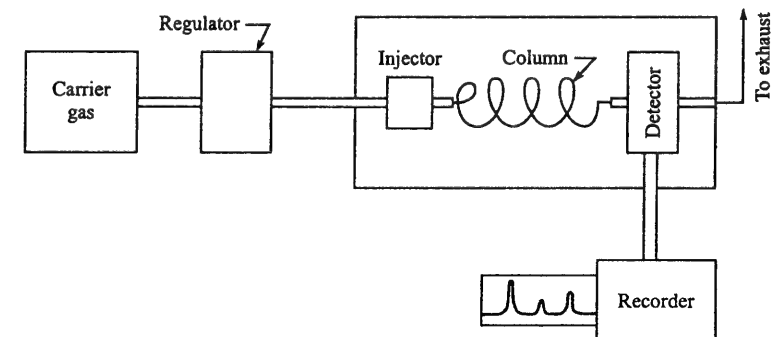 Regulator
Carrier
gas
Injector
Column
Detector
To exhaust
Recorder